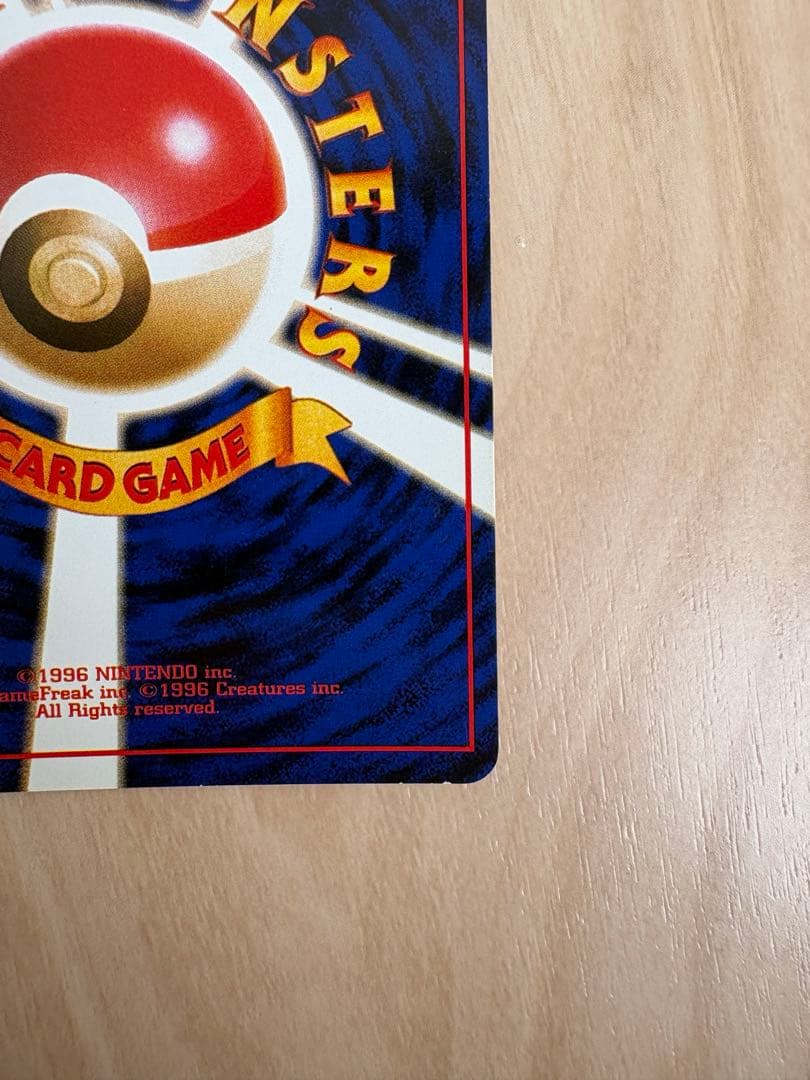 NSTERS
CARD GAME
©1996 NINTENDO inc.
ameFreak inc. ©1996 Creatures inc.
All Rights reserved.